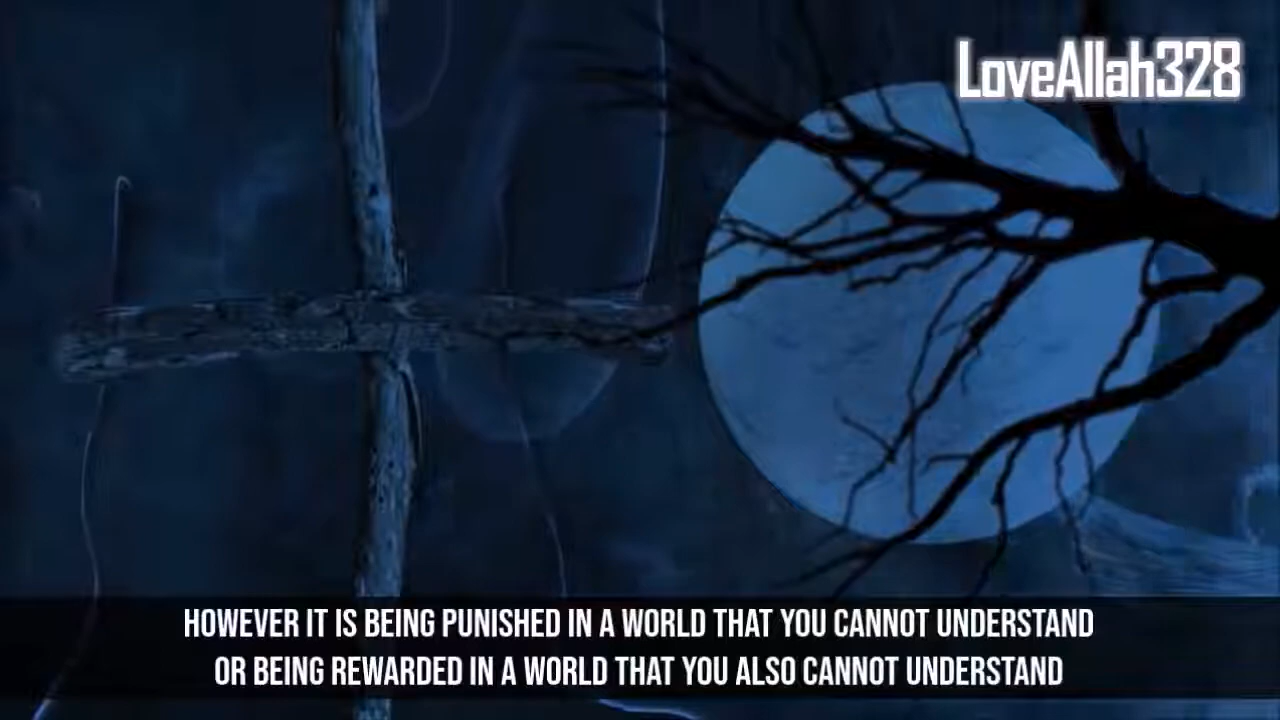 LoveAllah328
HOWEVER IT IS BEING PUNISHED IN A WORLD THAT YOU CANNOT UNDERSTAND
OR BEING REWARDED IN A WORLD THAT YOU ALSO CANNOT UNDERSTAND